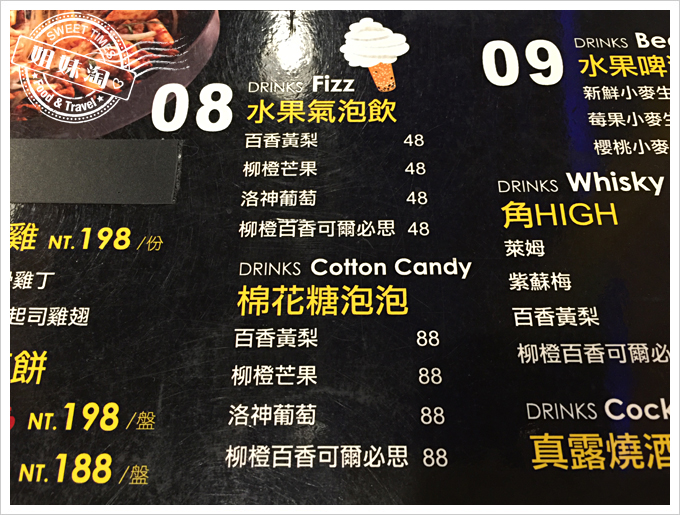 SWEET TIMES
Food & Travel
雞 NT.198 /份
雞丁
起司雞翅
餅
NT.198 /盤
NT.188 /盤
08
DRINKS Fizz
水果氣泡飲
百香黃梨 48
柳橙芒果 48
洛神葡萄 48
柳橙百香可爾必思 48
DRINKS Cotton Candy
棉花糖泡泡
百香黃梨 88
柳橙芒果 88
洛神葡萄 88
柳橙百香可爾必思 88
09
DRINKS Bee
水果啤
新鮮小麥生
莓果小麥生
櫻桃小麥
DRINKS Whisky
角HIGH
萊姆
紫蘇梅
百香黃梨
柳橙百香可爾必
DRINKS Cock
真露燒酒